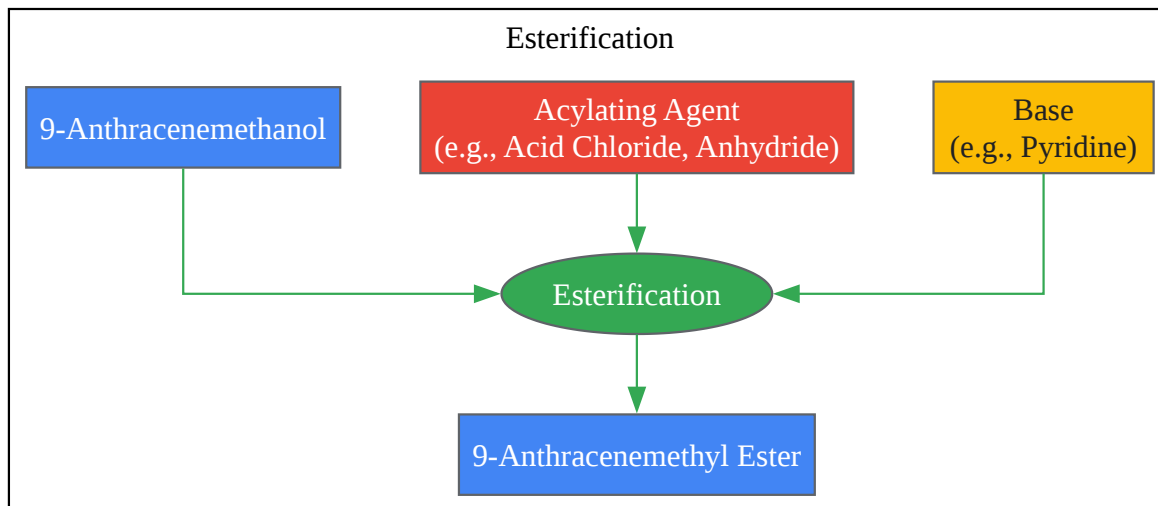 Esterification
9-Anthracenemethanol
Acylating Agent
(e.g., Acid Chloride, Anhydride)
Base
(e.g., Pyridine)
Esterification
9-Anthracenemethyl Ester